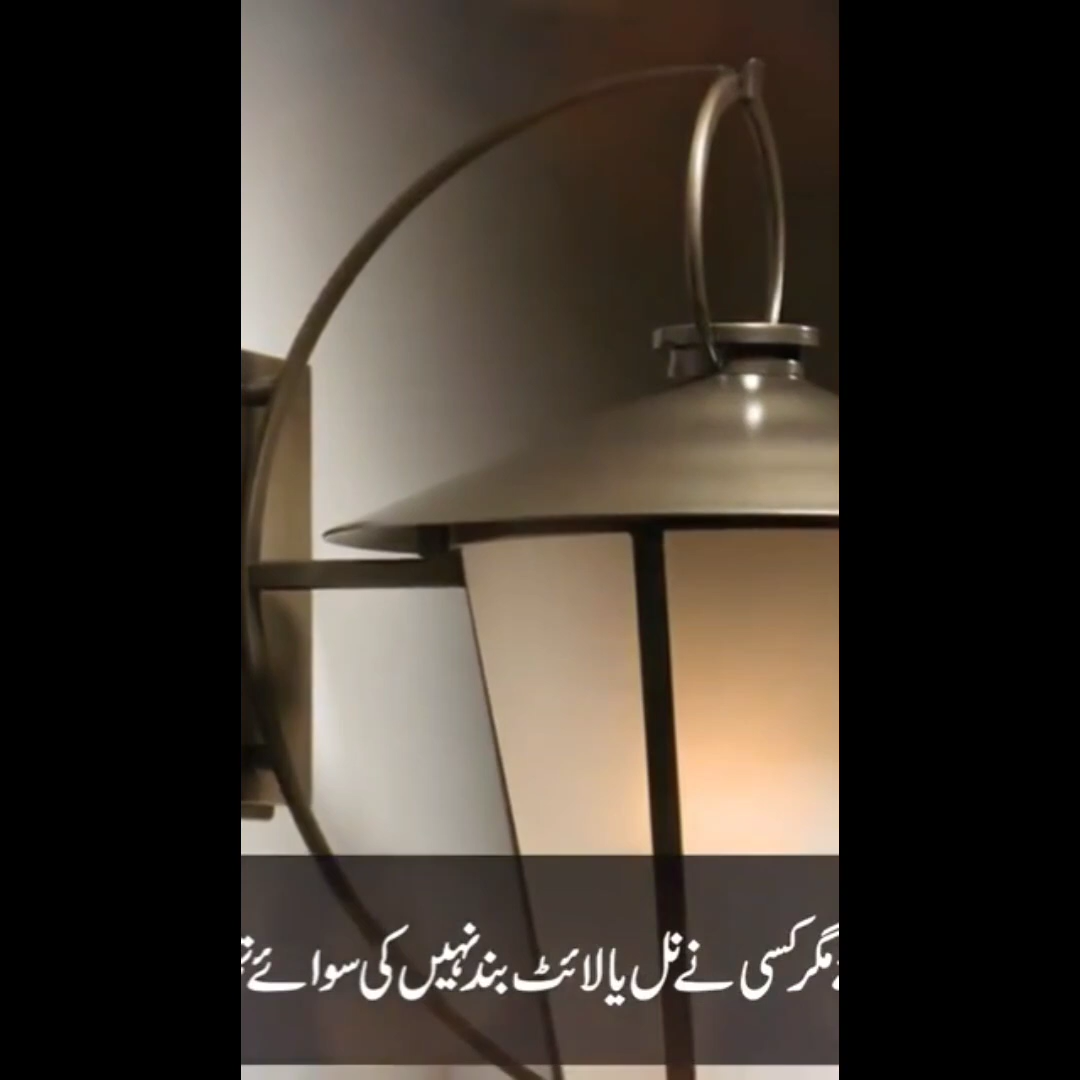 مگر کسی نے نل یا لائٹ بند نہیں کی سوائے